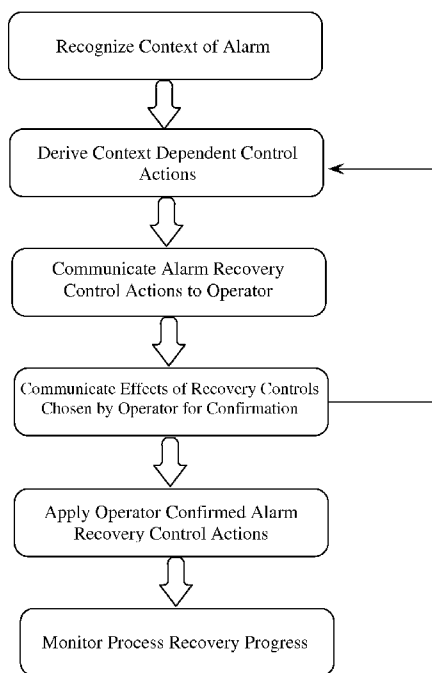 Recognize Context of Alarm
Derive Context Dependent Control
Actions
Communicate Alarm Recovery
Control Actions to Operator
Communicate Effects of Recovery Controls
Chosen by Operator for Confirmation
Apply Operator Confirmed Alarm
Recovery Control Actions
Monitor Process Recovery Progress